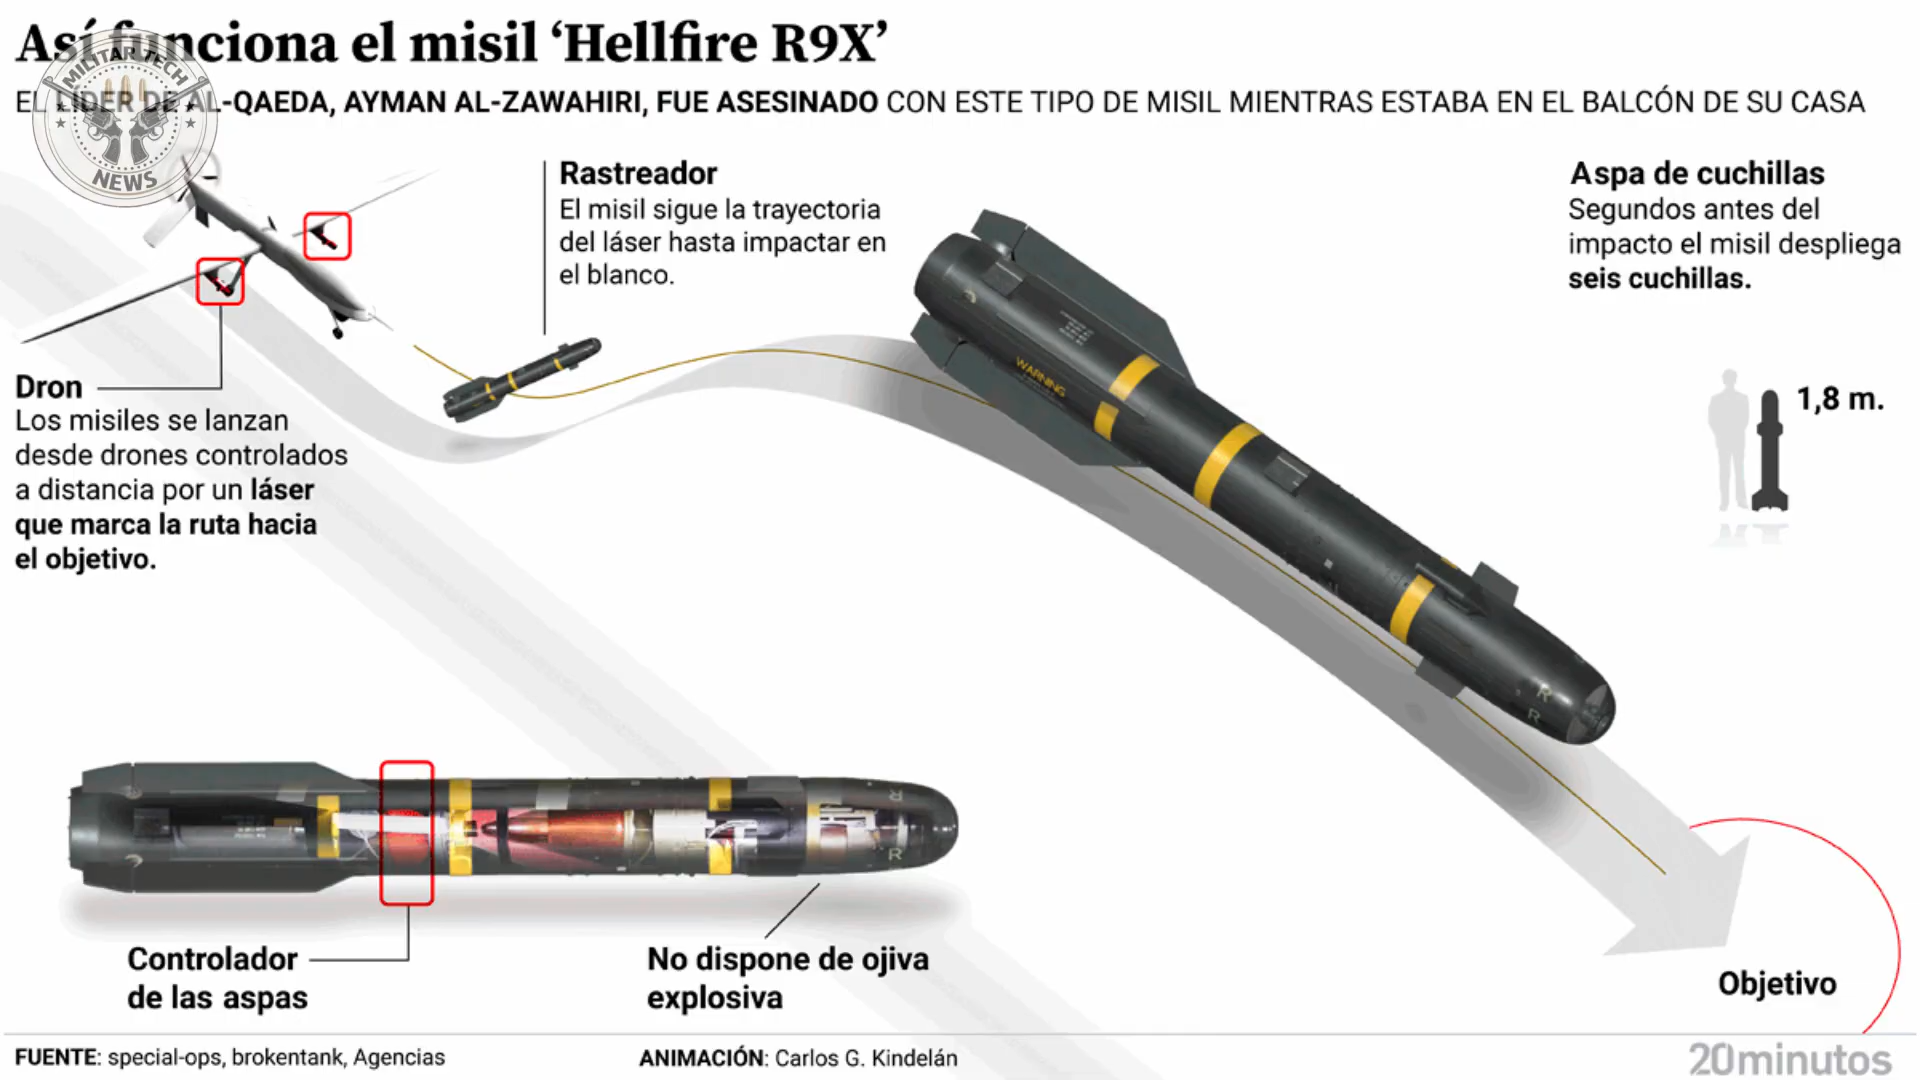 Así funciona el misil ‘Hellfire R9X’
EL LÍDER DE AL-QAEDA, AYMAN AL-ZAWAHIRI, FUE ASESINADO CON ESTE TIPO DE MISIL MIENTRAS ESTABA EN EL BALCÓN DE SU CASA
MILITAR TECH
NEWS
Rastreador
El misil sigue la trayectoria
del láser hasta impactar en
el blanco.
Aspa de cuchillas
Segundos antes del
impacto el misil despliega
seis cuchillas.
1,8 m.
Dron
Los misiles se lanzan
desde drones controlados
a distancia por un láser
que marca la ruta hacia
el objetivo.
WARNING
R
R
R
Controlador
de las aspas
No dispone de ojiva
explosiva
Objetivo
FUENTE: special-ops, brokentank, Agencias
ANIMACIÓN: Carlos G. Kindelán
20minutos